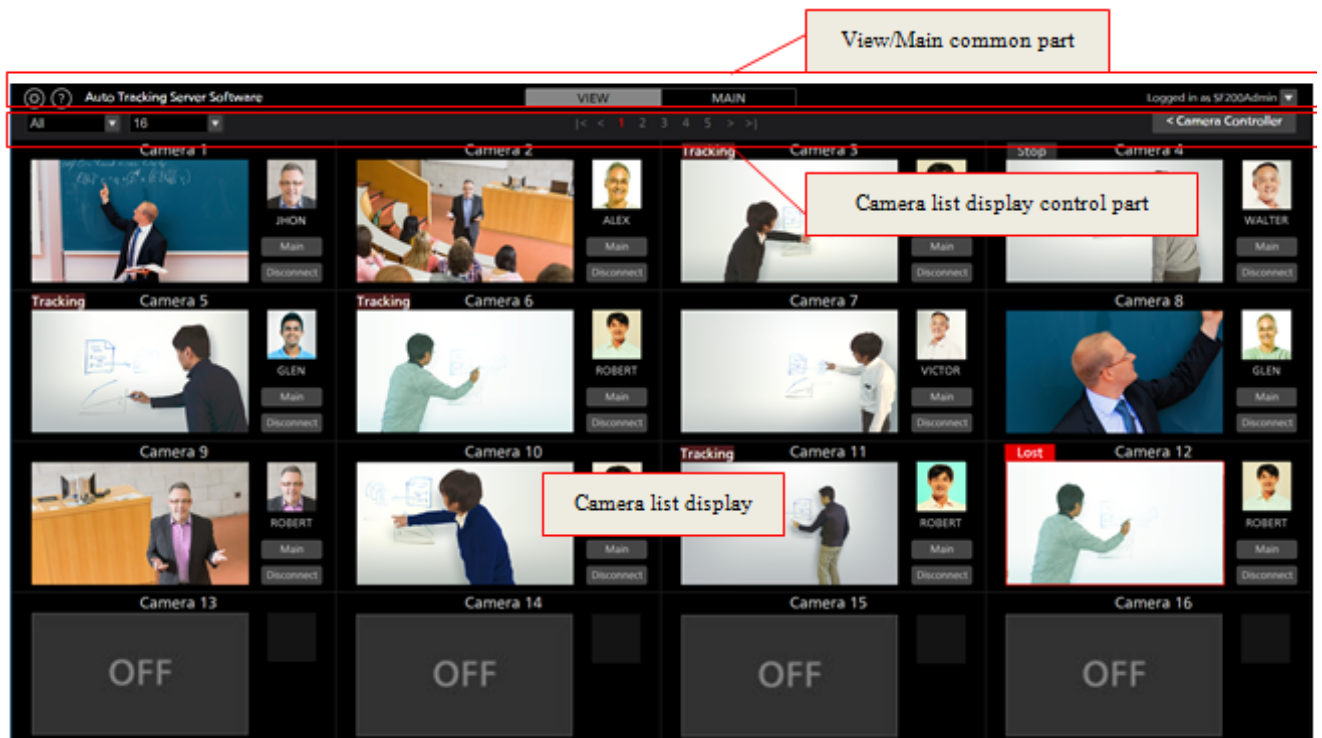 View/Main common part
Auto Tracking Server Software
VIEW
MAIN
Logged in as SF200Admin
All
16
|< < 1 2 3 4 5 > >|
< Camera Controller
Camera 1
Camera 2
Tracking
Camera 3
Stop
Camera 4
Camera list display control part
JHON
ALEX
WALTER
Main
Main
Main
Main
Disconnect
Disconnect
Disconnect
Disconnect
Tracking
Camera 5
Tracking
Camera 6
Camera 7
Camera 8
GLEN
ROBERT
VICTOR
GLEN
Main
Main
Main
Main
Disconnect
Disconnect
Disconnect
Disconnect
Camera 9
Camera 10
Tracking
Camera 11
Lost
Camera 12
Camera list display
ROBERT
ROBERT
ROBERT
Main
Main
Main
Main
Disconnect
Disconnect
Disconnect
Disconnect
Camera 13
Camera 14
Camera 15
Camera 16
OFF
OFF
OFF
OFF